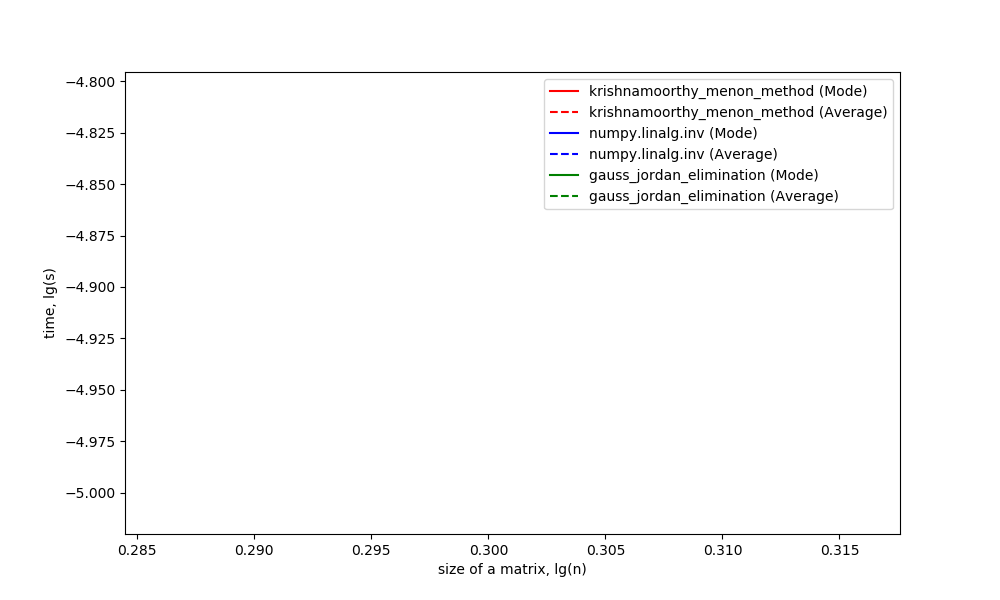 −4.800
−4.825
−4.850
−4.875
−4.900
−4.925
−4.950
−4.975
−5.000
time, lg(s)
krishnamoorthy_menon_method (Mode)
krishnamoorthy_menon_method (Average)
numpy.linalg.inv (Mode)
numpy.linalg.inv (Average)
gauss_jordan_elimination (Mode)
gauss_jordan_elimination (Average)
0.285 0.290 0.295 0.300 0.305 0.310 0.315
size of a matrix, lg(n)